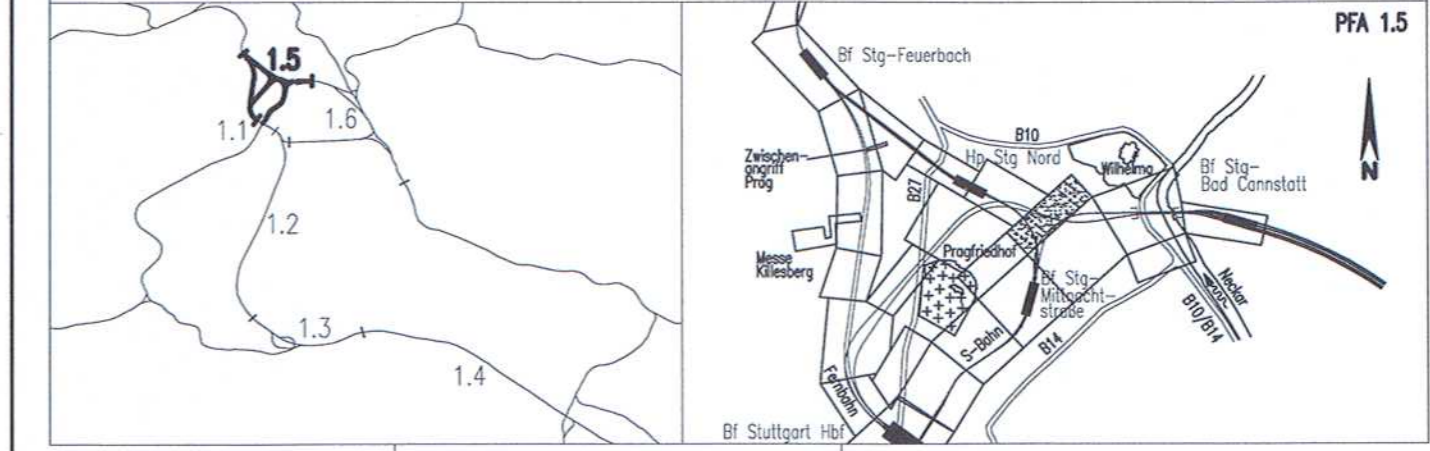 1.5
1.1
1.6
1.2
1.3
1.4
PFA 1.5
Bf Stg-Feuerbach
B10
Zwischen-
angriff
Prag
Hp Stg Nord
Wilhelma
Bf Stg-
Bad Cannstatt
B27
N
Messe
Killesberg
Pragfriedhof
Bf Stg-
Mittnacht-
straße
Neckar
B10/B14
S-Bahn
B14
Fernbahn
Bf Stuttgart Hbf